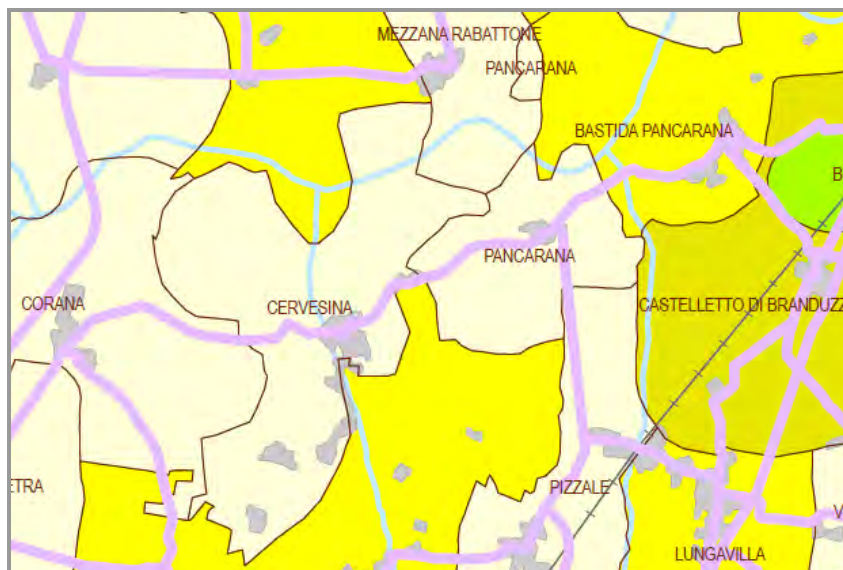 MEZZANA RABATTONE
PANCARANA
BASTIDA PANCARANA
B
PANCARANA
CORANA
CERVESINA
CASTELLETTO DI BRANDUZZ
ETRA
PIZZALE
V
LUNGAVILLA